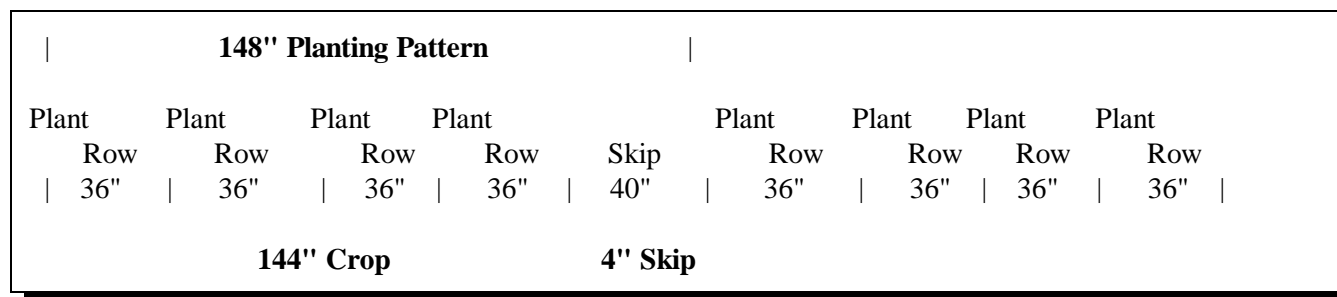 | 148" Planting Pattern |
Plant Plant Plant Plant Plant Plant Plant Plant
Row Row Row Row Skip Row Row Row Row
| 36" | 36" | 36" | 36" | 40" | 36" | 36" | 36" | 36" |
144" Crop 4" Skip